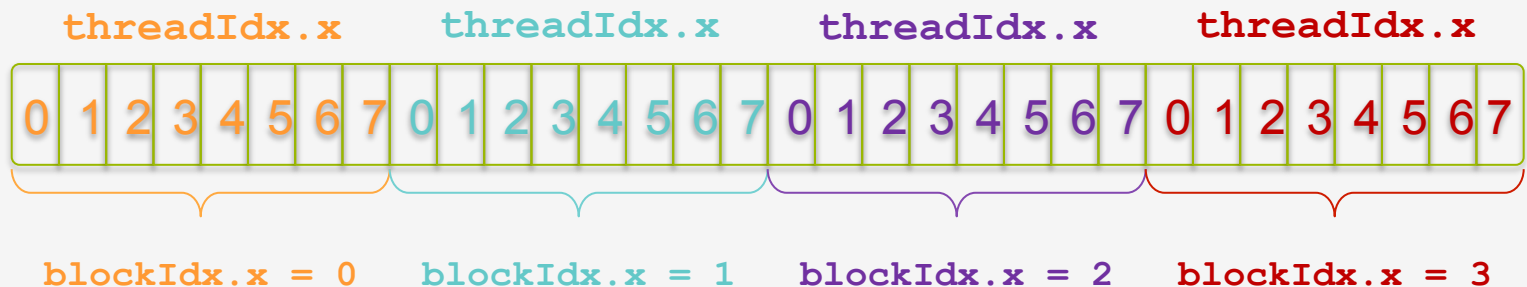 threadIdx.x threadIdx.x threadIdx.x threadIdx.x
0 1 2 3 4 5 6 7 0 1 2 3 4 5 6 7 0 1 2 3 4 5 6 7 0 1 2 3 4 5 6 7
blockIdx.x = 0 blockIdx.x = 1 blockIdx.x = 2 blockIdx.x = 3